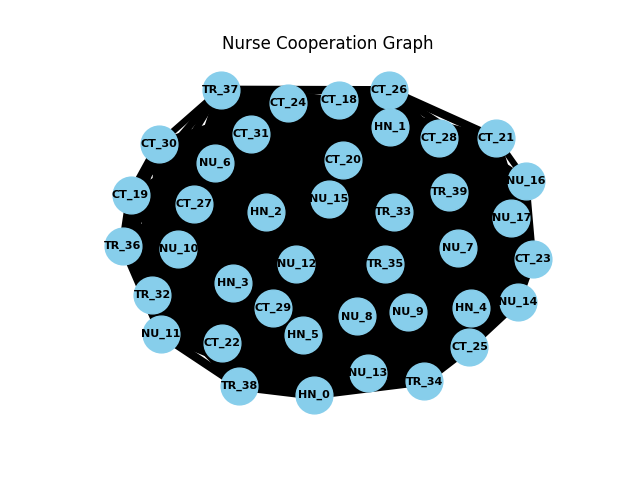 Nurse Cooperation Graph
TR_37
CT_26
CT_24
CT_18
HN_1
CT_31
CT_28
CT_21
CT_30
NU_6
CT_20
NU_16
TR_39
CT_19
NU_15
CT_27
HN_2
TR_33
NU_17
TR_36
NU_10
NU_7
CT_23
NU_12
TR_35
HN_3
TR_32
NU_14
CT_29
HN_4
NU_9
NU_8
NU_11
HN_5
CT_22
CT_25
NU_13
TR_34
TR_38
HN_0